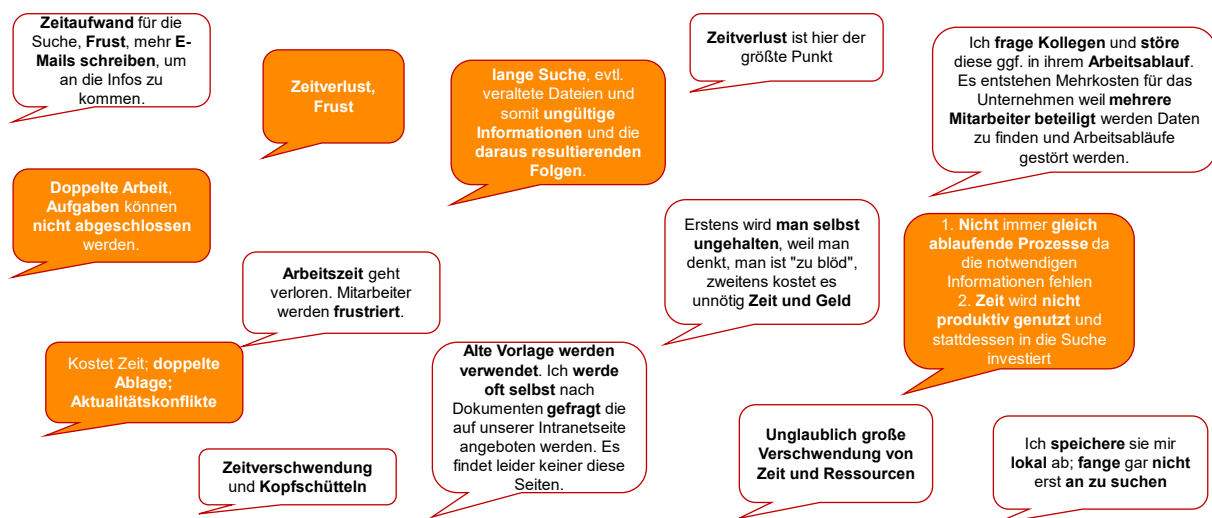 Zeitaufwand für die
Suche, Frust, mehr E-
Mails schreiben, um
an die Infos zu
kommen.
Zeitverlust,
Frust
lange Suche, evtl.
veraltete Dateien und
somit ungültige
Informationen und die
daraus resultierenden
Folgen.
Zeitverlust ist hier der
größte Punkt
Ich frage Kollegen und störe
diese ggf. in ihrem Arbeitsablauf.
Es entstehen Mehrkosten für das
Unternehmen weil mehrere
Mitarbeiter beteiligt werden Daten
zu finden und Arbeitsabläufe
gestört werden.
Doppelte Arbeit,
Aufgaben können
nicht abgeschlossen
werden.
Arbeitszeit geht
verloren. Mitarbeiter
werden frustriert.
Erstens wird man selbst
ungehalten, weil man
denkt, man ist "zu blöd",
zweitens kostet es
unnötig Zeit und Geld
1. Nicht immer gleich
ablaufende Prozesse da
die notwendigen
Informationen fehlen
2. Zeit wird nicht
produktiv genutzt und
stattdessen in die Suche
investiert
Kostet Zeit; doppelte
Ablage;
Aktualitätskonflikte
Alte Vorlage werden
verwendet. Ich werde
oft selbst nach
Dokumenten gefragt die
auf unserer Intranetseite
angeboten werden. Es
findet leider keiner diese
Seiten.
Zeitverschwendung
und Kopfschütteln
Unglaublich große
Verschwendung von
Zeit und Ressourcen
Ich speichere sie mir
lokal ab; fange gar nicht
erst an zu suchen